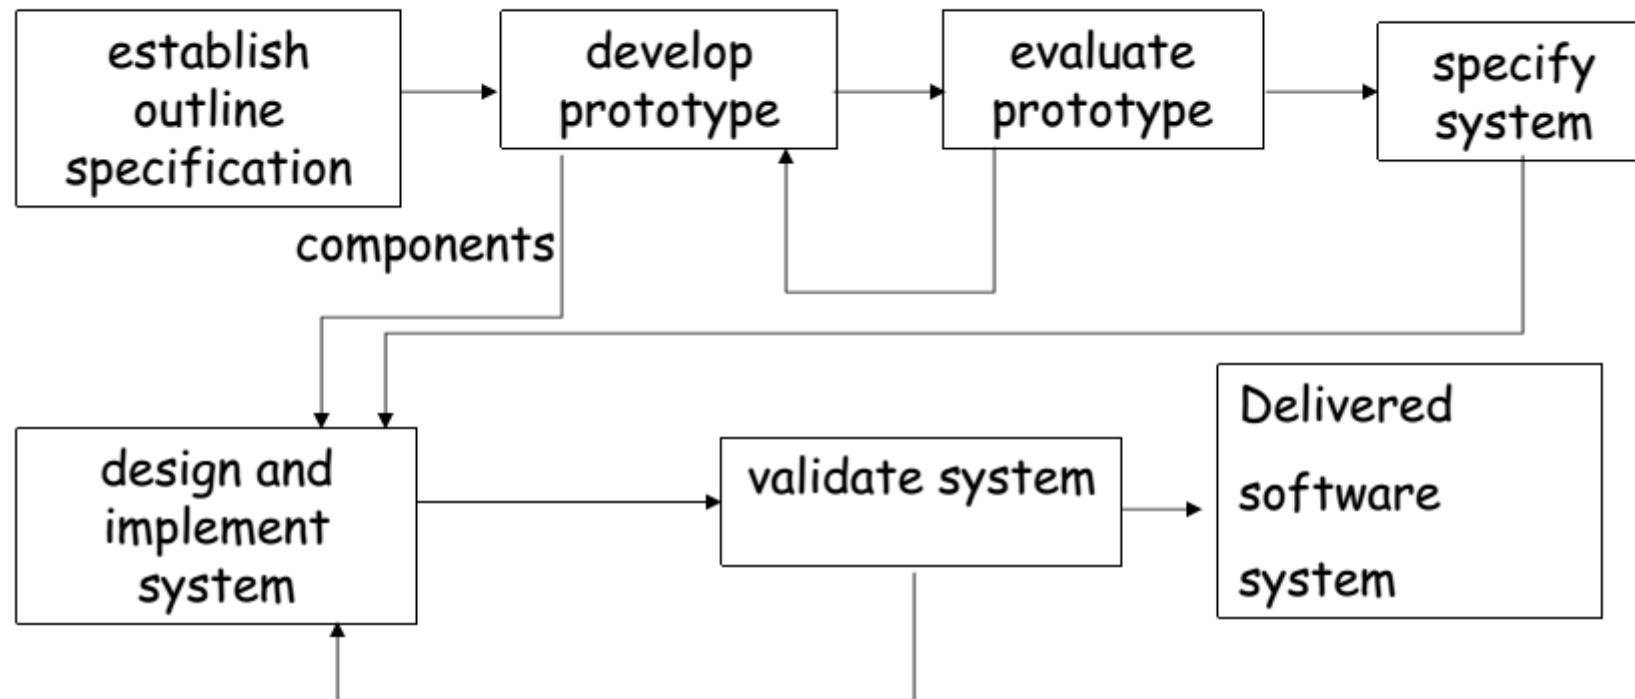 establish
outline
specification
develop
prototype
evaluate
prototype
specify
system
components
design and
implement
system
validate system
Delivered
software
system